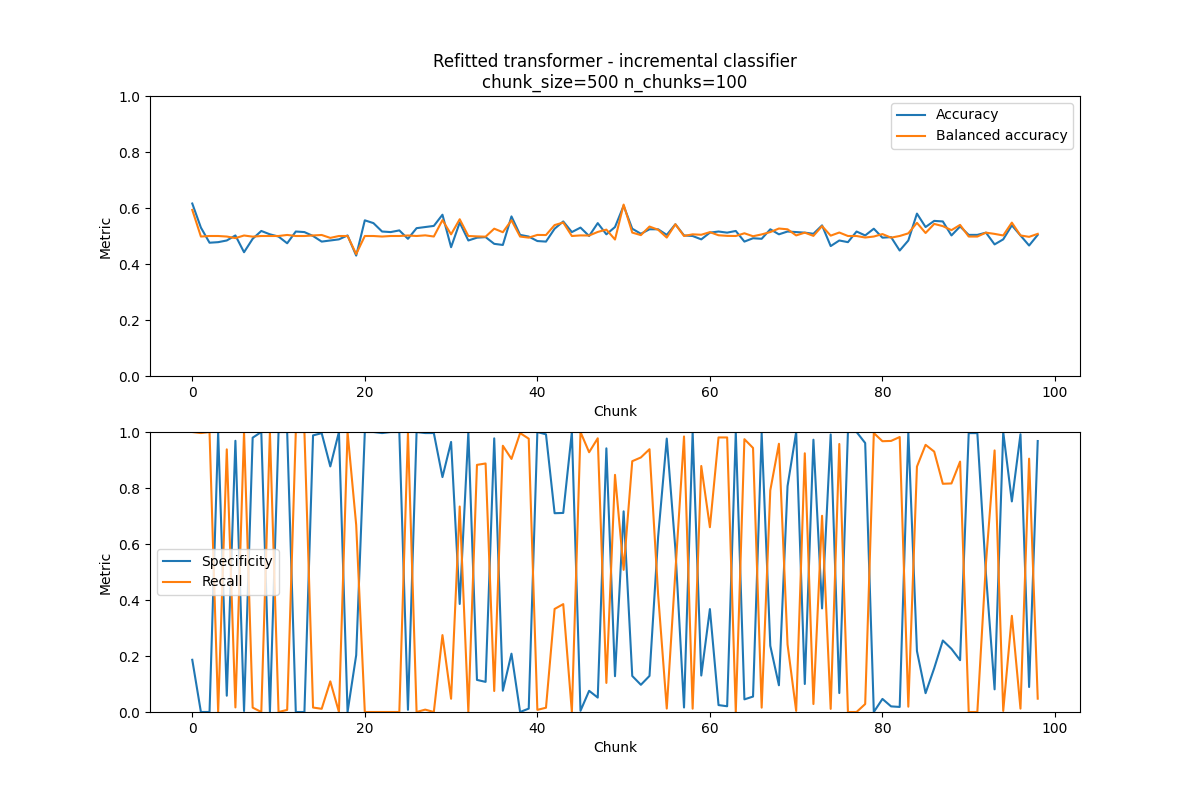 Refitted transformer - incremental classifier
chunk_size=500 n_chunks=100
1.0
0.8
0.6
0.4
0.2
0.0
Metric
Accuracy
Balanced accuracy
0 20 40 60 80 100
Chunk
1.0
0.8
0.6
0.4
0.2
0.0
Metric
Specificity
Recall
0 20 40 60 80 100
Chunk